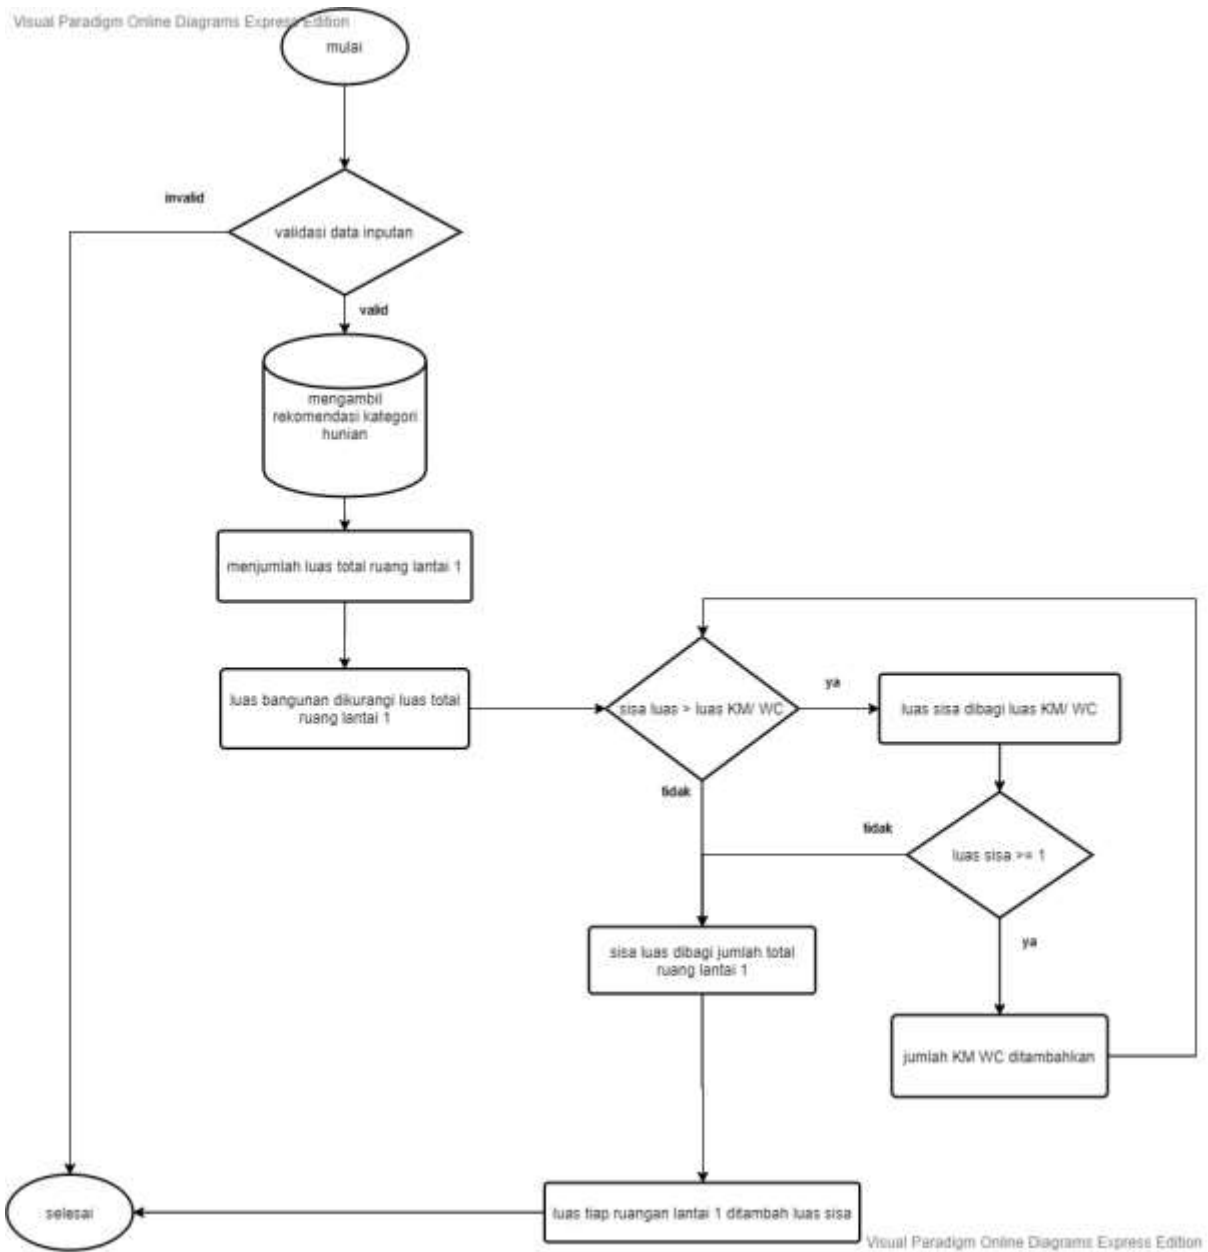 Visual Paradigm Online Diagrams Express Edition
mulai
invalid
validasi data inputan
valid
mengambil
rekomendasi kategori
hunian
menjumlah luas total ruang lantai 1
luas bangunan dikurangi luas total
ruang lantai 1
sisa luas > luas KM/ WC
ya
luas sisa dibagi luas KM/ WC
tidak
tidak
luas sisa >= 1
ya
sisa luas dibagi jumlah total
ruang lantai 1
jumlah KM WC ditambahkan
selesai
luas tiap ruangan lantai 1 ditambah luas sisa
Visual Paradigm Online Diagrams Express Edition